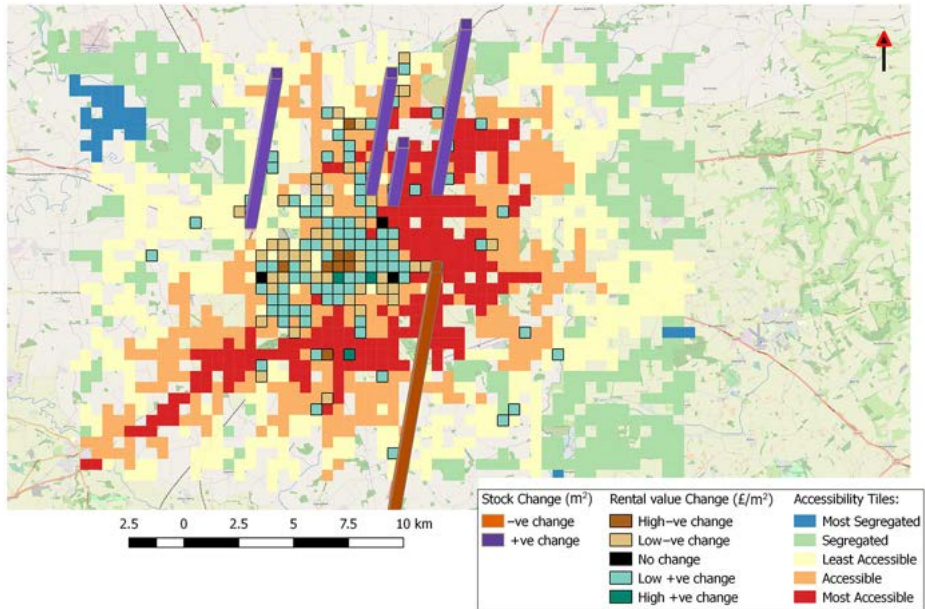 2.5 0 2.5 5 7.5 10 km
Stock Change (m²)
–ve change
+ve change
Rental value Change (£/m²)
High–ve change
Low–ve change
No change
Low +ve change
High +ve change
Accessibility Tiles:
Most Segregated
Segregated
Least Accessible
Accessible
Most Accessible